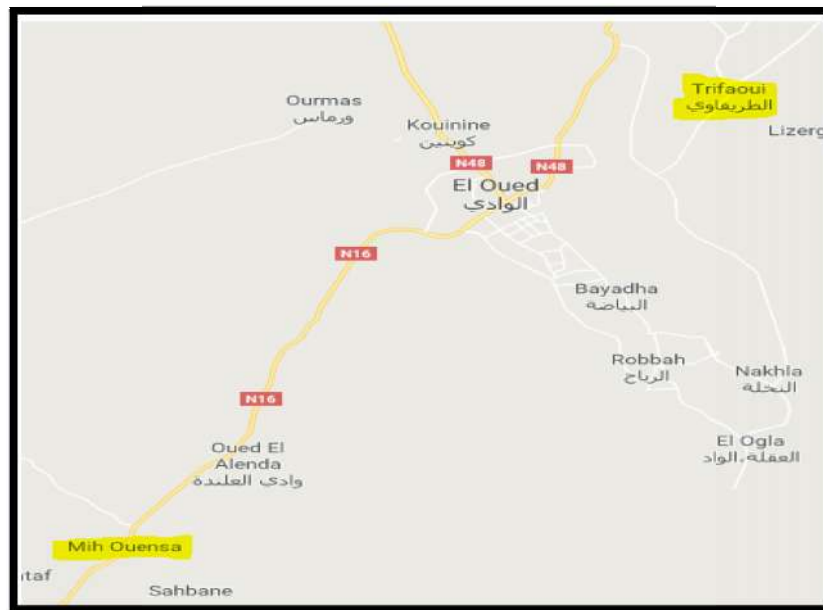 Trifaoui
الطريفاوي
Ourmas
ورماس
Lizerg
Kouinine
كوينين
N48
N48
El Oued
الوادي
N16
Bayadha
البياضة
Robbah
الرباح
Nakhla
النخلة
N16
Oued El
Alenda
وادي العلندة
El Ogla
العقلة،الواد
Mih Ouensa
taf
Sahbane